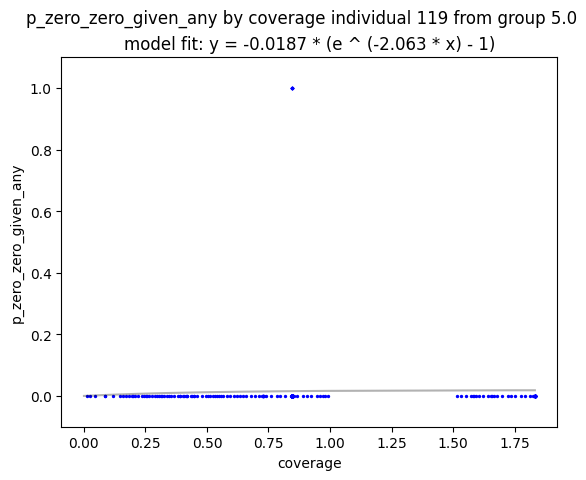 p_zero_zero_given_any by coverage individual 119 from group 5.0
model fit: y = -0.0187 * (e ^ (-2.063 * x) - 1)
p_zero_zero_given_any
1.0
0.8
0.6
0.4
0.2
0.0
0.00 0.25 0.50 0.75 1.00 1.25 1.50 1.75
coverage